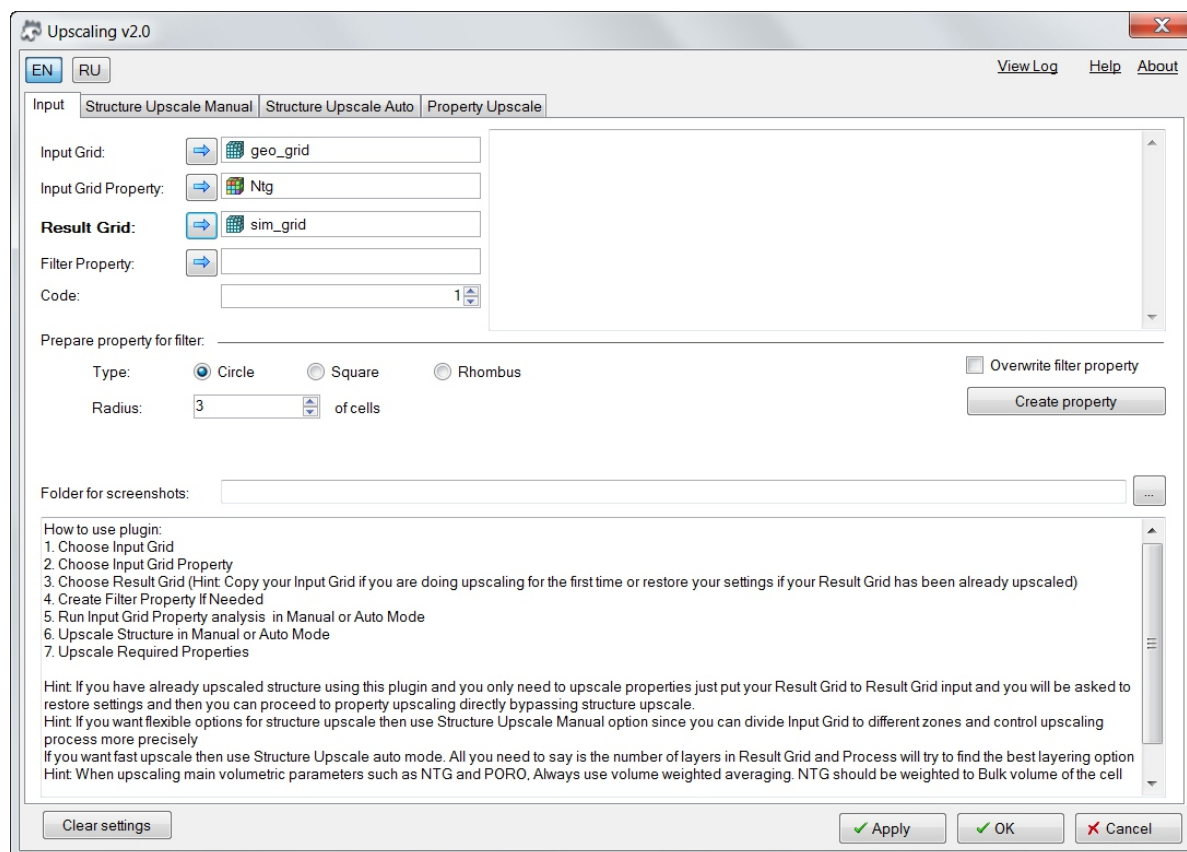 Upscaling v2.0
EN RU View Log Help About
Input Structure Upscale Manual Structure Upscale Auto Property Upscale
Input Grid: geo_grid
Input Grid Property: Ntg
Result Grid: sim_grid
Filter Property:
Code: 1
Prepare property for filter:
Type: Circle Square Rhombus Overwrite filter property
Radius: 3 of cells Create property
Folder for screenshots: ...
How to use plugin:
1. Choose Input Grid
2. Choose Input Grid Property
3. Choose Result Grid (Hint: Copy your Input Grid if you are doing upscaling for the first time or restore your settings if your Result Grid has been already upscaled)
4. Create Filter Property If Needed
5. Run Input Grid Property analysis in Manual or Auto Mode
6. Upscale Structure in Manual or Auto Mode
7. Upscale Required Properties
Hint: If you have already upscaled structure using this plugin and you only need to upscale properties just put your Result Grid to Result Grid input and you will be asked to
restore settings and then you can proceed to property upscaling directly bypassing structure upscale.
Hint: If you want flexible options for structure upscale then use Structure Upscale Manual option since you can divide Input Grid to different zones and control upscaling
process more precisely
If you want fast upscale then use Structure Upscale auto mode. All you need to say is the number of layers in Result Grid and Process will try to find the best layering option
Hint: When upscaling main volumetric parameters such as NTG and PORO, Always use volume weighted averaging. NTG should be weighted to Bulk volume of the cell
Clear settings Apply OK Cancel